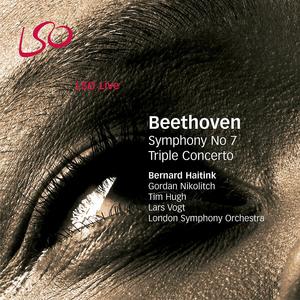 LSO
LSO Live
Beethoven
Symphony No 7
Triple Concerto
Bernard Haitink
Gordan Nikolitch
Tim Hugh
Lars Vogt
London Symphony Orchestra